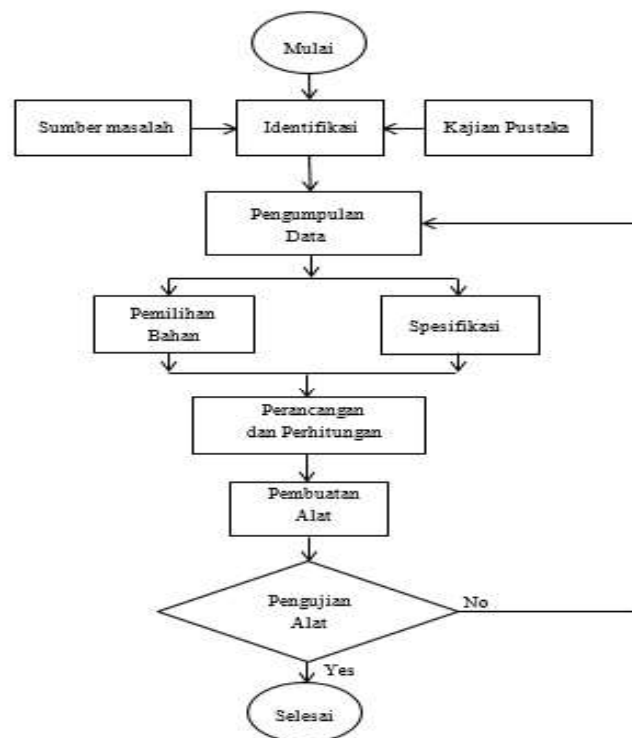 Mulai
Sumber masalah
Identifikasi
Kajian Pustaka
Pengumpulan
Data
Pemilihan
Bahan
Spesifikasi
Perancangan
dan Perhitungan
Pembuatan
Alat
Pengujian
Alat
No
Yes
Selesai